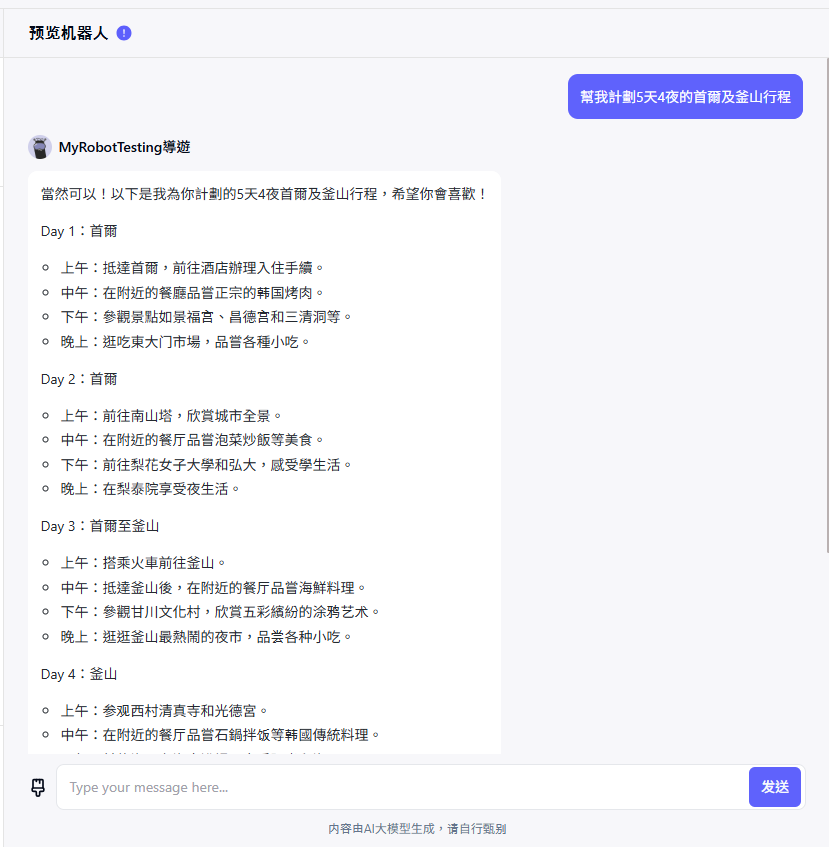 预览机器人
幫我計劃5天4夜的首爾及釜山行程
MyRobotTesting導遊
當然可以！以下是我為你計劃的5天4夜首爾及釜山行程，希望你會喜歡！
Day 1：首爾
上午：抵達首爾，前往酒店辦理入住手續。
中午：在附近的餐廳品嘗正宗的韩国烤肉。
下午：參觀景點如景福宫、昌德宫和三清洞等。
晚上：逛吃東大门市場，品嘗各種小吃。
Day 2：首爾
上午：前往南山塔，欣賞城市全景。
中午：在附近的餐厅品嘗泡菜炒飯等美食。
下午：前往梨花女子大學和弘大，感受學生活。
晚上：在梨泰院享受夜生活。
Day 3：首爾至釜山
上午：搭乘火車前往釜山。
中午：抵達釜山後，在附近的餐厅品嘗海鮮料理。
下午：參觀甘川文化村，欣賞五彩繽紛的涂鸦艺术。
晚上：逛逛釜山最熱鬧的夜市，品尝各种小吃。
Day 4：釜山
上午：参观西村清真寺和光德宮。
中午：在附近的餐厅品嘗石鍋拌饭等韩國傳統料理。
Type your message here...
发送
内容由AI大模型生成，请自行甄别